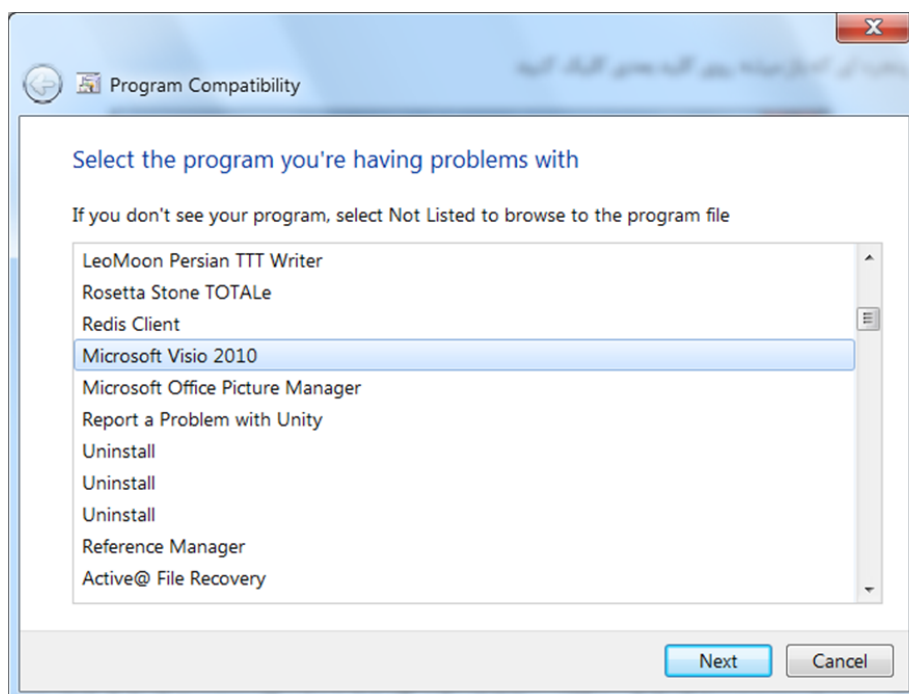 Program Compatibility
Select the program you're having problems with
If you don't see your program, select Not Listed to browse to the program file
LeoMoon Persian TTT Writer
Rosetta Stone TOTALe
Redis Client
Microsoft Visio 2010
Microsoft Office Picture Manager
Report a Problem with Unity
Uninstall
Uninstall
Uninstall
Reference Manager
Active@ File Recovery
Next
Cancel